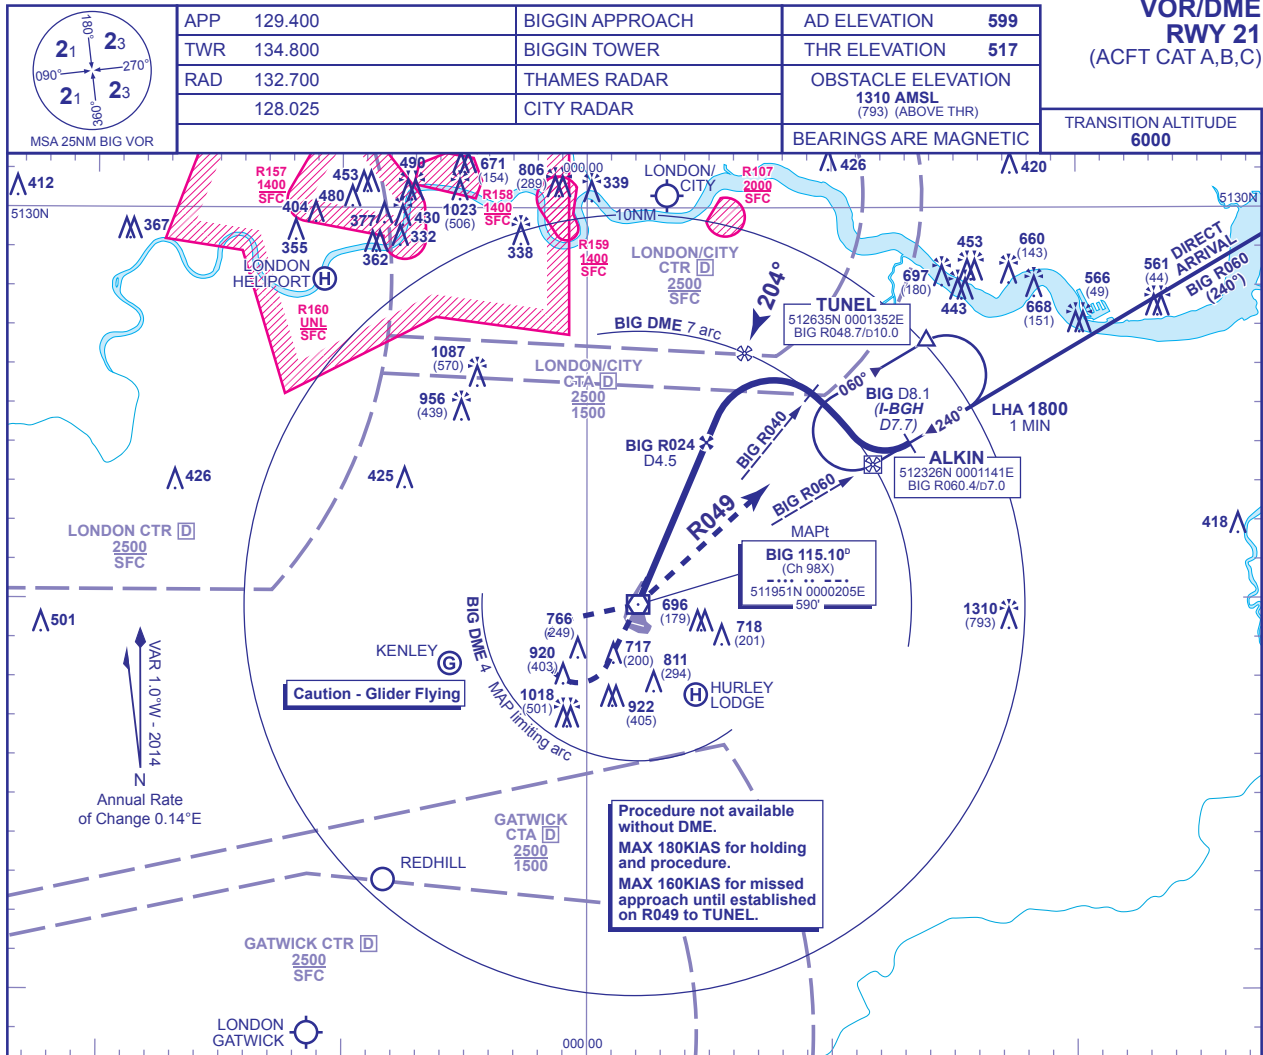 180°
090°
270°
360°
21
23
21
23
MSA 25NM BIG VOR
APP 129.400 BIGGIN APPROACH
TWR 134.800 BIGGIN TOWER
RAD 132.700 THAMES RADAR
128.025 CITY RADAR
AD ELEVATION 599
THR ELEVATION 517
OBSTACLE ELEVATION
1310 AMSL
(793) (ABOVE THR)
BEARINGS ARE MAGNETIC
VOR/DME
RWY 21
(ACFT CAT A,B,C)
TRANSITION ALTITUDE
6000
412
5130N
367
R157
1400
SFC
453
480
404
355
377
362
490
430
332
671
(154)
1023
(506)
R158
1400
SFC
806
(289)
338
000 00
339
10NM
R159
1400
SFC
LONDON/
CITY
R107
2000
SFC
426
420
5130N
LONDON
HELIPORT
H
R160
UNL
SFC
LONDON/CITY
CTR D
2500
SFC
204°
453
697
(180)
443
660
(143)
668
(151)
566
(49)
561
(44)
DIRECT
ARRIVAL
BIG R060
(240°)
TUNEL
512635N 0001352E
BIG R048.7/D10.0
BIG DME 7 arc
1087
(570)
956
(439)
LONDON/CITY
CTA D
2500
1500
060°
BIG D8.1
(I-BGH
D7.7)
240°
LHA 1800
1 MIN
BIG R024
D4.5
BIG R040
ALKIN
512326N 0001141E
BIG R060.4/D7.0
426
425
BIG R060
R049
418
LONDON CTR D
2500
SFC
MAPt
BIG 115.10D
(Ch 98X)
511951N 0000205E
590'
501
766
(249)
696
(179)
718
(201)
1310
(793)
KENLEY
G
BIG DME 4 MAP limiting arc
920
(403)
717
(200)
811
(294)
1018
(501)
922
(405)
H
HURLEY
LODGE
Caution - Glider Flying
VAR 1.0°W - 2014
N
Annual Rate
of Change 0.14°E
GATWICK
CTA D
2500
1500
Procedure not available
without DME.
MAX 180KIAS for holding
and procedure.
MAX 160KIAS for missed
approach until established
on R049 to TUNEL.
REDHILL
GATWICK CTR D
2500
SFC
LONDON
GATWICK
000 00